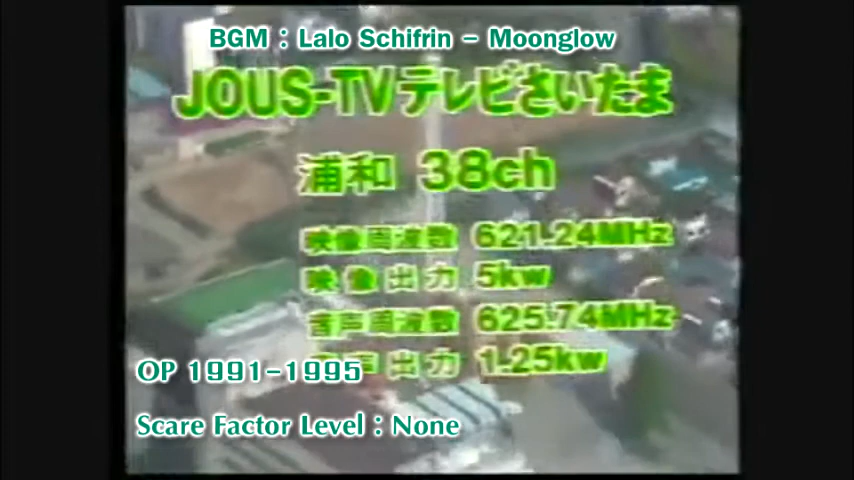 BGM : Lalo Schifrin - Moonglow
JOUS-TVテレビさいたま
浦和 38ch
映像周波数 621.24MHz
映像出力 5kw
音声周波数 625.74MHz
出力 1.25kw
OP 1991-1995
Scare Factor Level : None